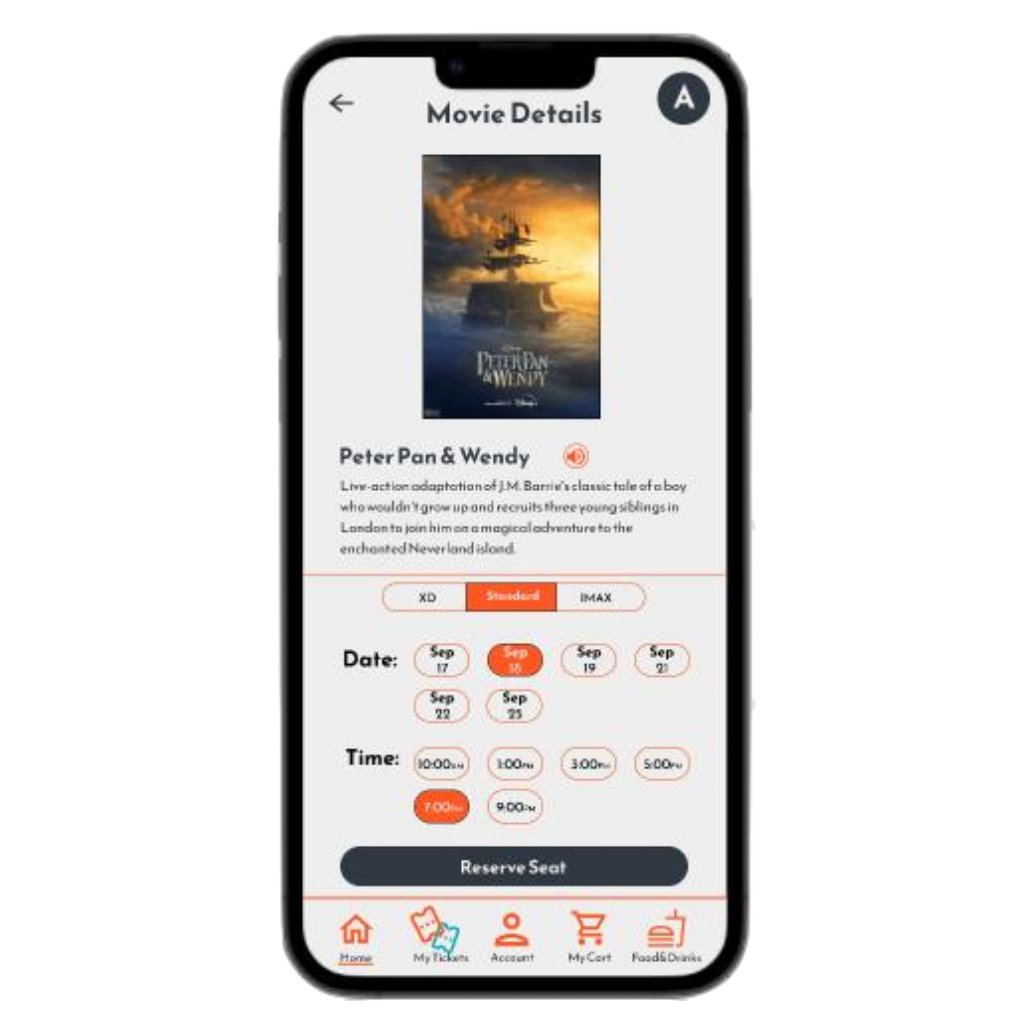 Movie Details
A
Disney
PETER PAN
& WENDY
Disney+
Peter Pan & Wendy
Live-action adaptation of J.M. Barrie's classic tale of a boy
who wouldn't grow up and recruits three young siblings in
London to join him on a magical adventure to the
enchanted Neverland island.
XD Standard IMAX
Date:
Sep
17
Sep
18
Sep
19
Sep
21
Sep
22
Sep
23
Time:
10:00AM 1:00PM 3:00PM 5:00PM
7:00PM 9:00PM
Reserve Seat
Home My Tickets Account My Cart Food&Drinks